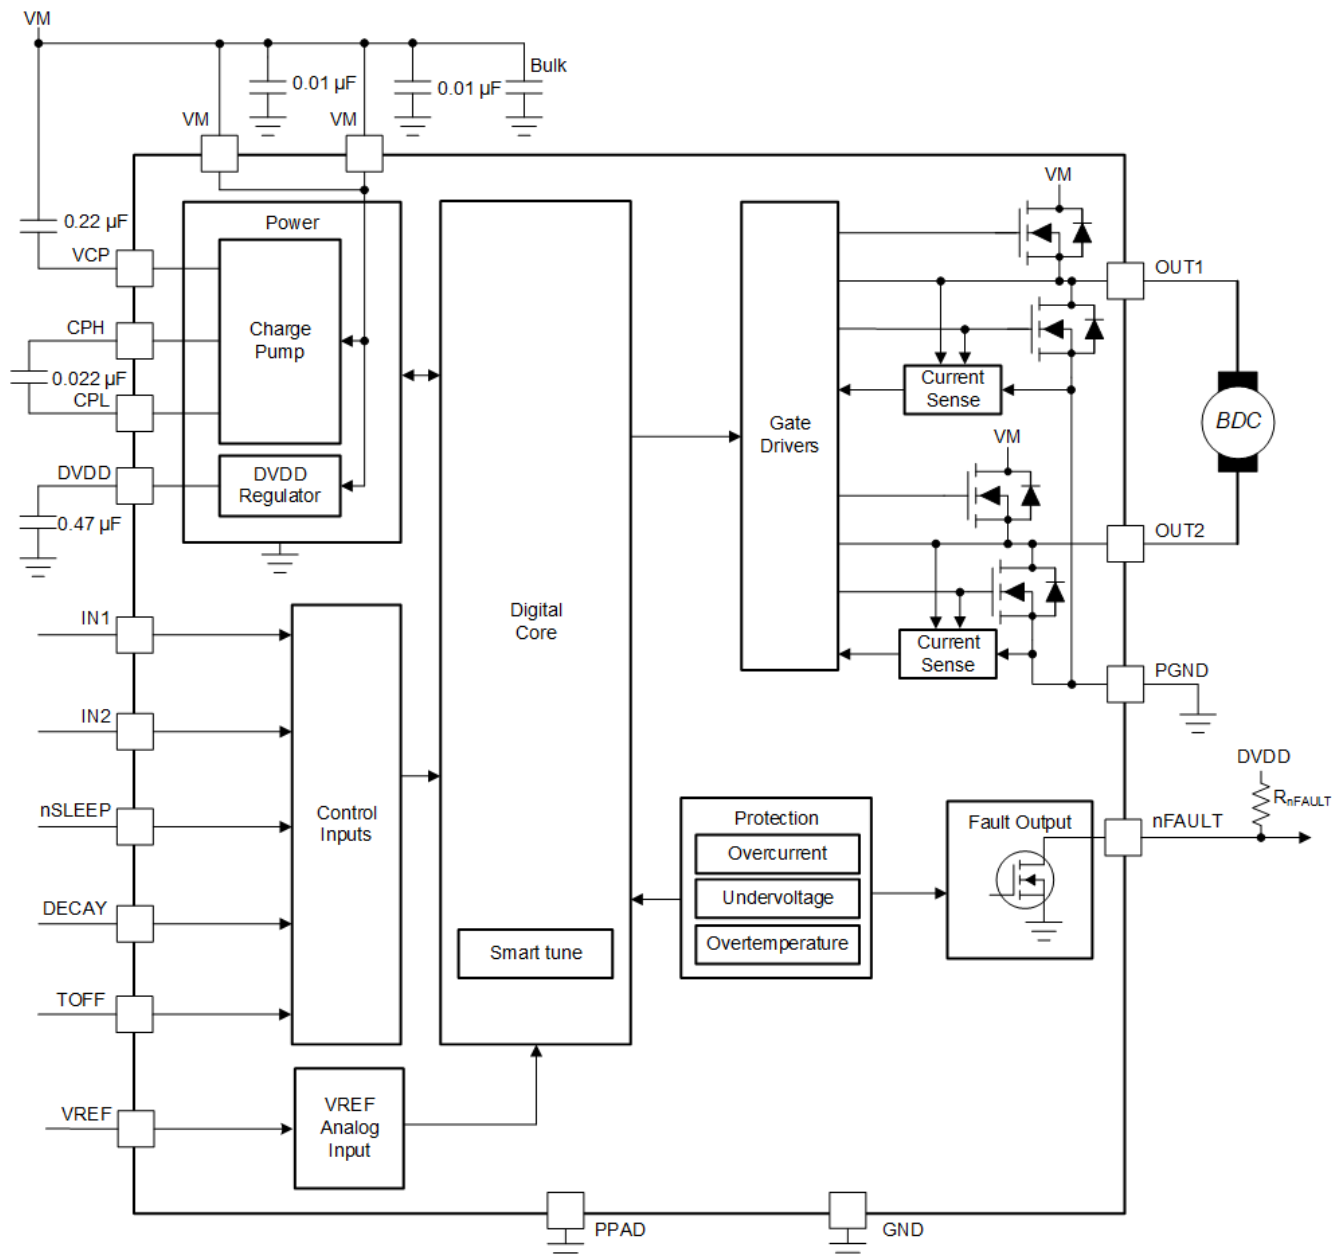 VM
Bulk
0.01 µF
0.01 µF
VM
VM
0.22 µF
Power
VCP
CPH
Charge
Pump
0.022 µF
CPL
DVDD
DVDD
Regulator
0.47 µF
IN1
IN2
nSLEEP
Control
Inputs
DECAY
TOFF
VREF
VREF
Analog
Input
Digital
Core
Smart tune
Gate
Drivers
VM
OUT1
Current
Sense
BDC
VM
OUT2
Current
Sense
PGND
DVDD
RnFAULT
nFAULT
Protection
Overcurrent
Undervoltage
Overtemperature
Fault Output
PPAD
GND